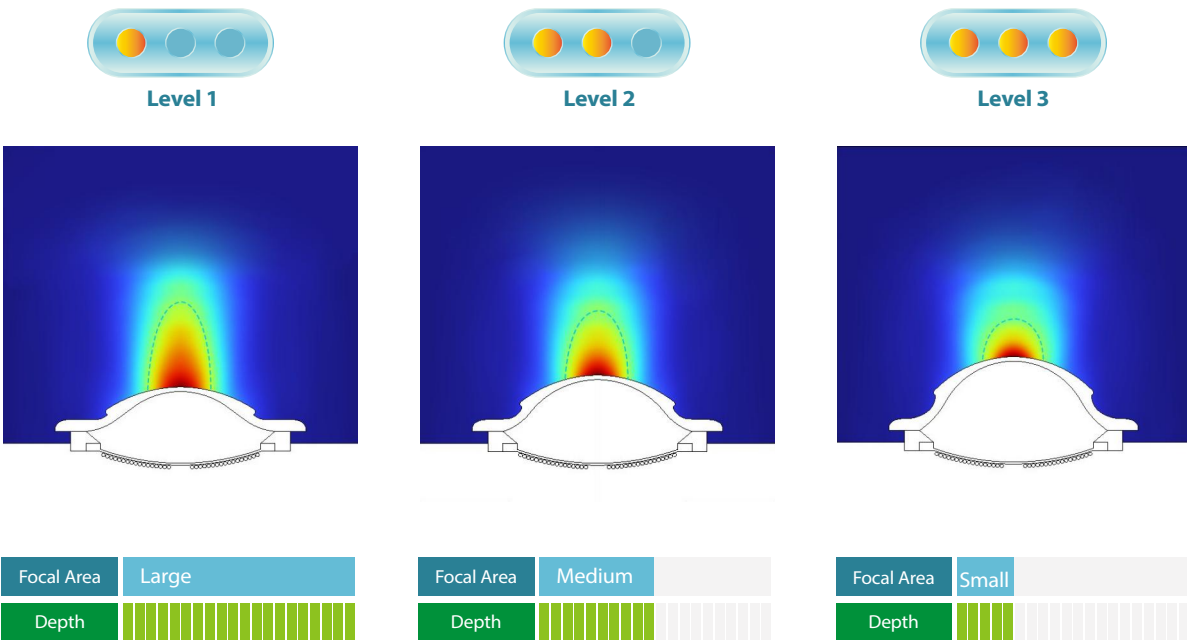 Level 1
Level 2
Level 3
Focal Area Large
Focal Area Medium
Focal Area Small
Depth
Depth
Depth